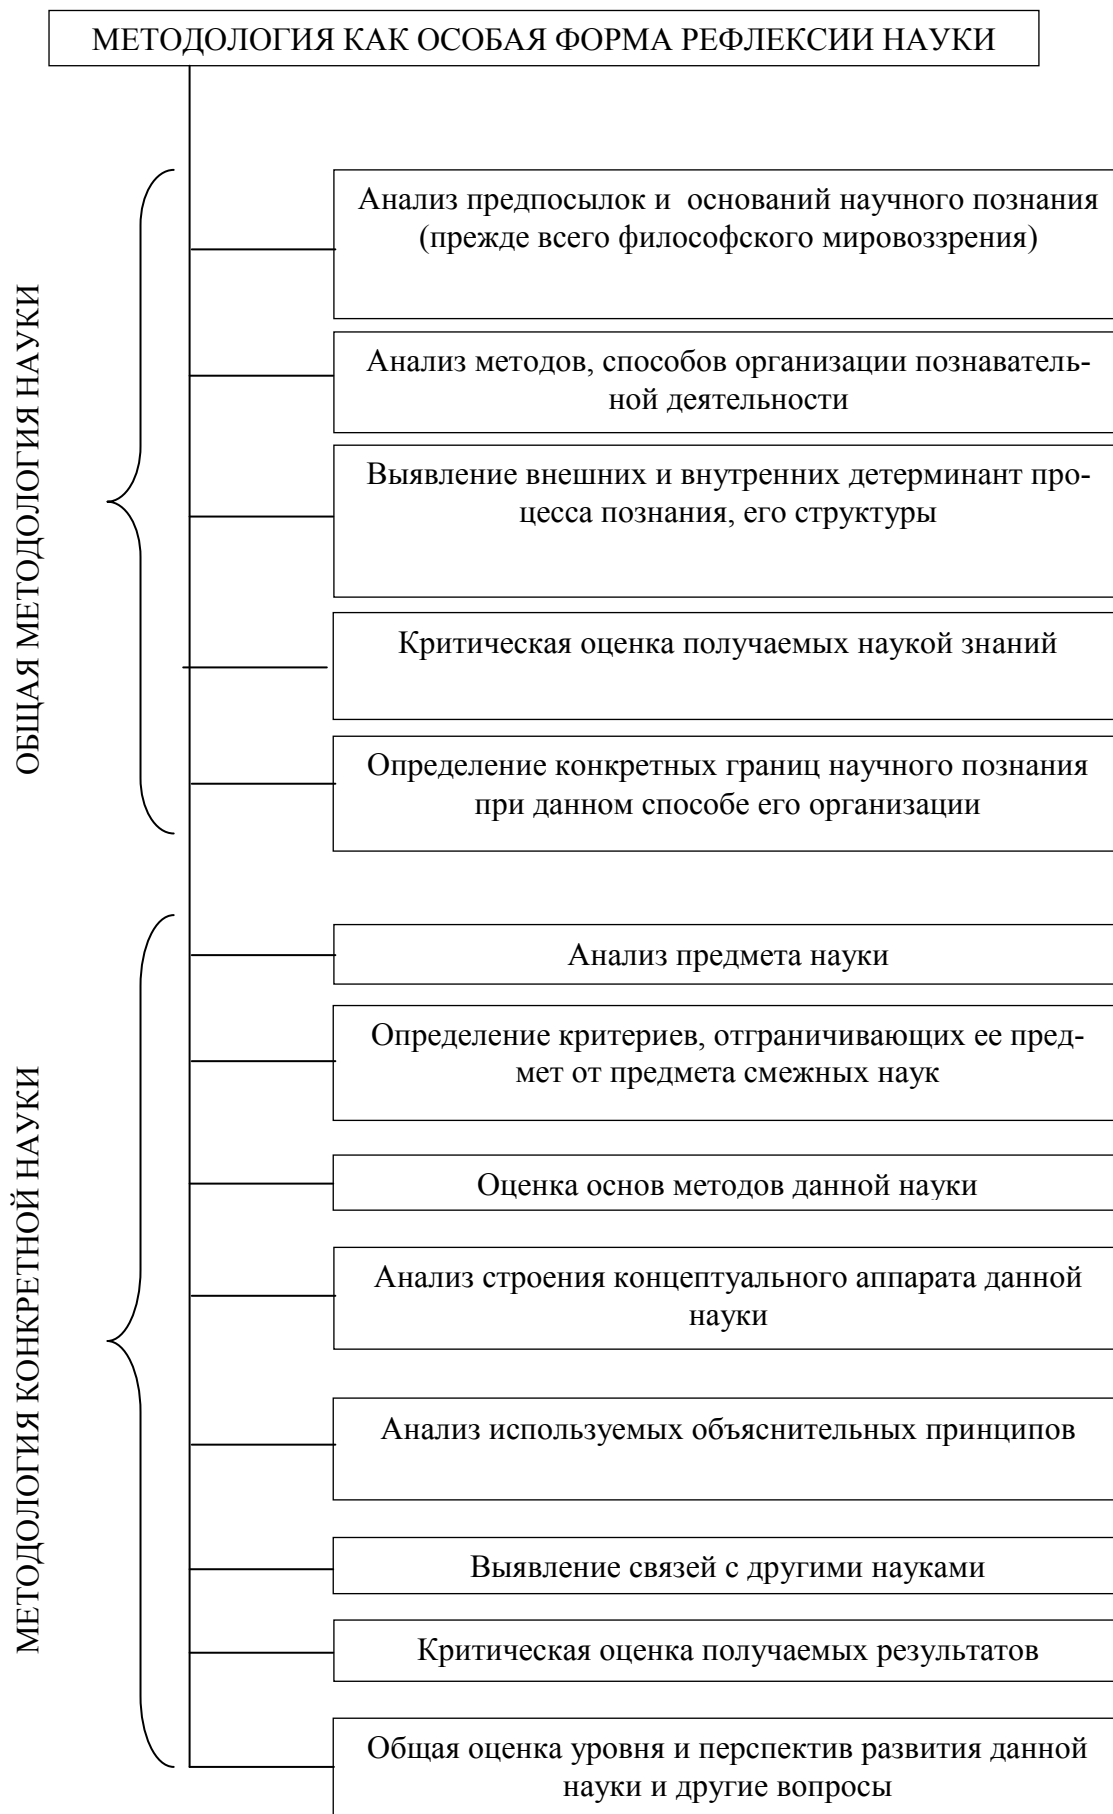 МЕТОДОЛОГИЯ КАК ОСОБАЯ ФОРМА РЕФЛЕКСИИ НАУКИ
ОБЩАЯ МЕТОДОЛОГИЯ НАУКИ
Анализ предпосылок и оснований научного познания
(прежде всего философского мировоззрения)
Анализ методов, способов организации познаватель-
ной деятельности
Выявление внешних и внутренних детерминант про-
цесса познания, его структуры
Критическая оценка получаемых наукой знаний
Определение конкретных границ научного познания
при данном способе его организации
МЕТОДОЛОГИЯ КОНКРЕТНОЙ НАУКИ
Анализ предмета науки
Определение критериев, отграничивающих ее пред-
мет от предмета смежных наук
Оценка основ методов данной науки
Анализ строения концептуального аппарата данной
науки
Анализ используемых объяснительных принципов
Выявление связей с другими науками
Критическая оценка получаемых результатов
Общая оценка уровня и перспектив развития данной
науки и другие вопросы